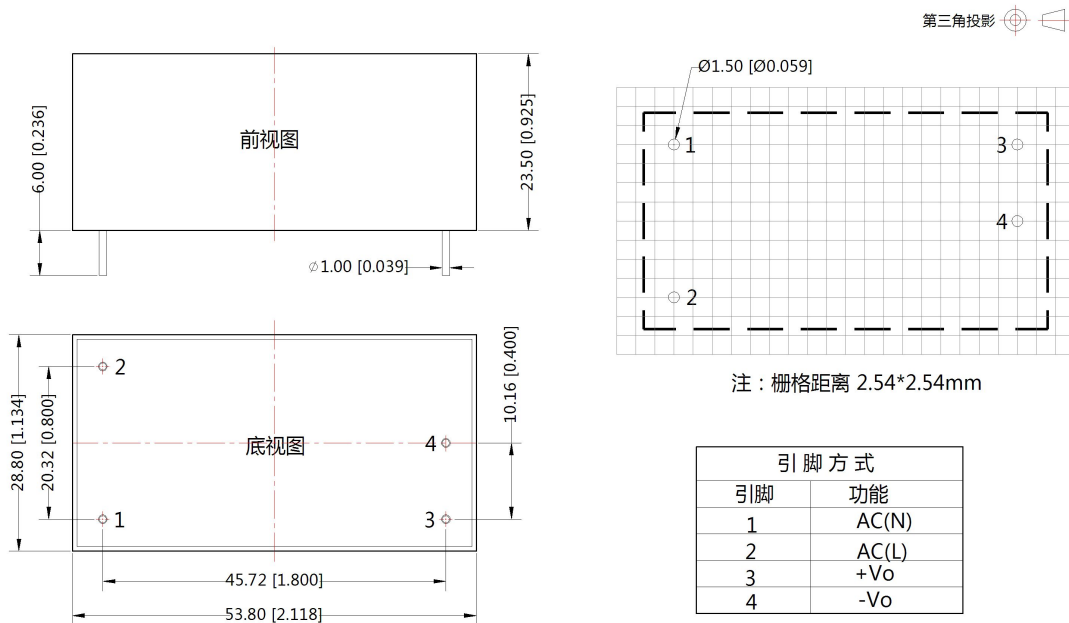 第三角投影
Ø1.50 [Ø0.059]
前视图
6.00 [0.236]
23.50 [0.925]
1
3
4
2
∅1.00 [0.039]
注：栅格距离 2.54*2.54mm
2
底视图
4
1
3
28.80 [1.134]
20.32 [0.800]
10.16 [0.400]
45.72 [1.800]
53.80 [2.118]
引脚方式
引脚 功能
1 AC(N)
2 AC(L)
3 +Vo
4 -Vo